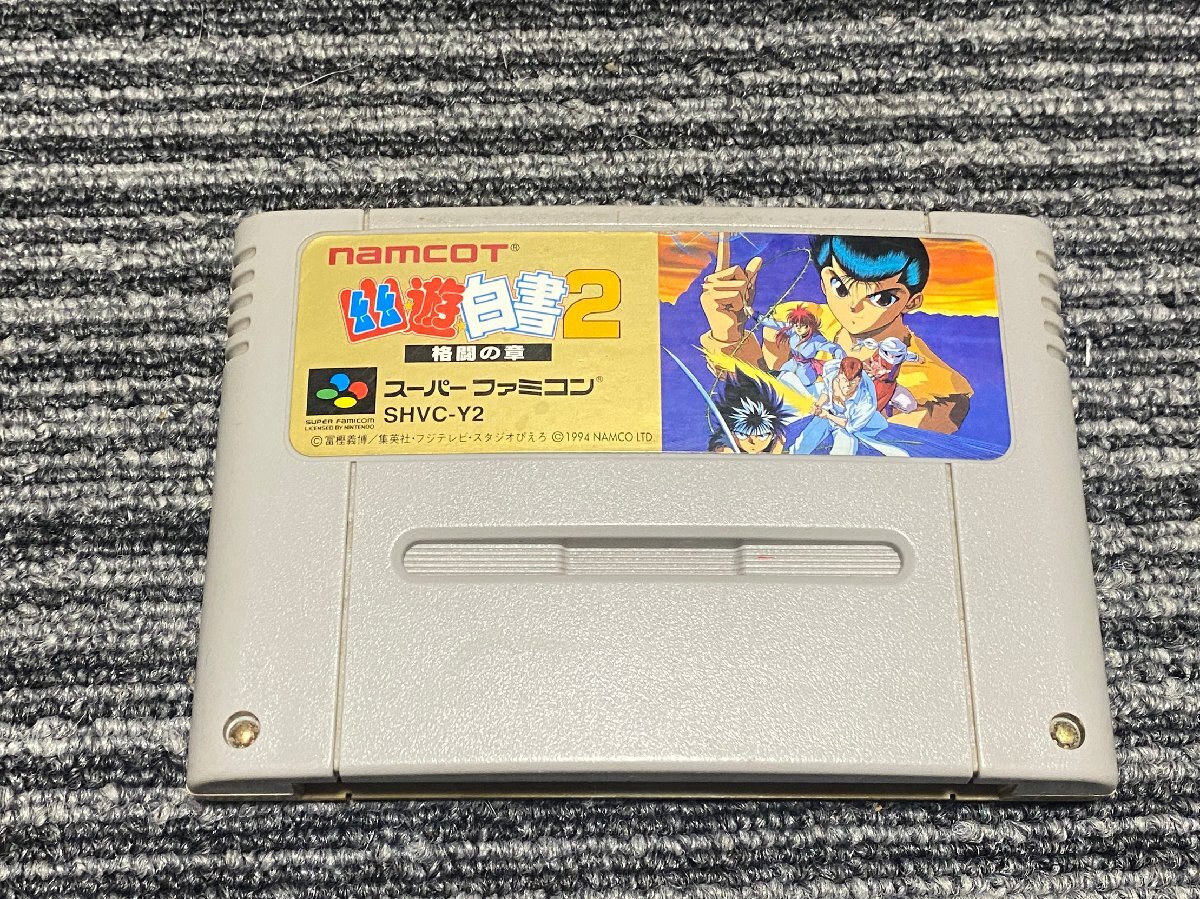 namcoT®
幽遊白書2
格闘の章
スーパーファミコン®
SHVC-Y2
SUPER FAMICOM
LICENSED BY NINTENDO
©冨樫義博／集英社・フジテレビ・スタジオぴえろ ©1994 NAMCO LTD.